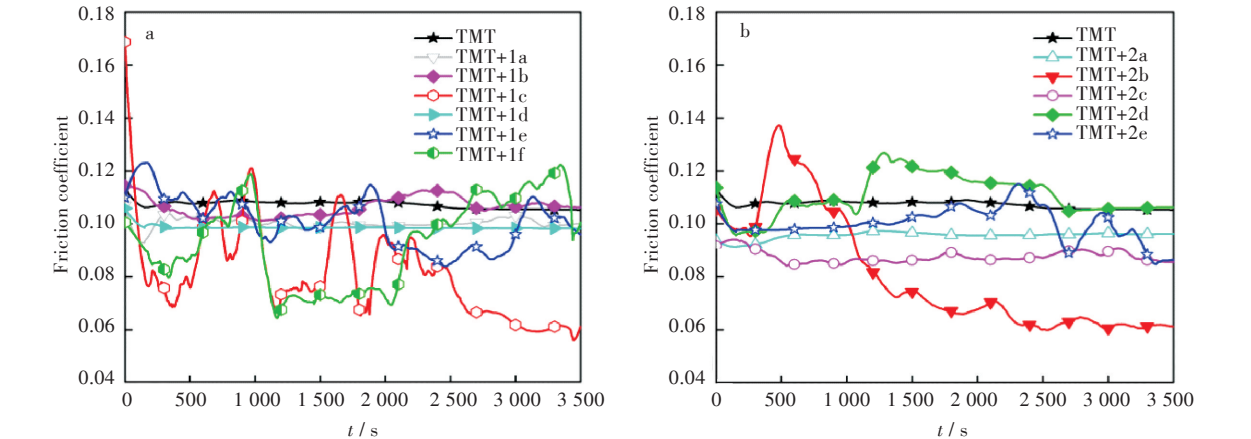 a
TMT
TMT+1a
TMT+1b
TMT+1c
TMT+1d
TMT+1e
TMT+1f
0.18
0.16
0.14
0.12
0.10
0.08
0.06
0.04
Friction coefficient
0 500 1 000 1 500 2 000 2 500 3 000 3 500
t / s
b
TMT
TMT+2a
TMT+2b
TMT+2c
TMT+2d
TMT+2e
0.18
0.16
0.14
0.12
0.10
0.08
0.06
0.04
Friction coefficient
0 500 1 000 1 500 2 000 2 500 3 000 3 500
t / s